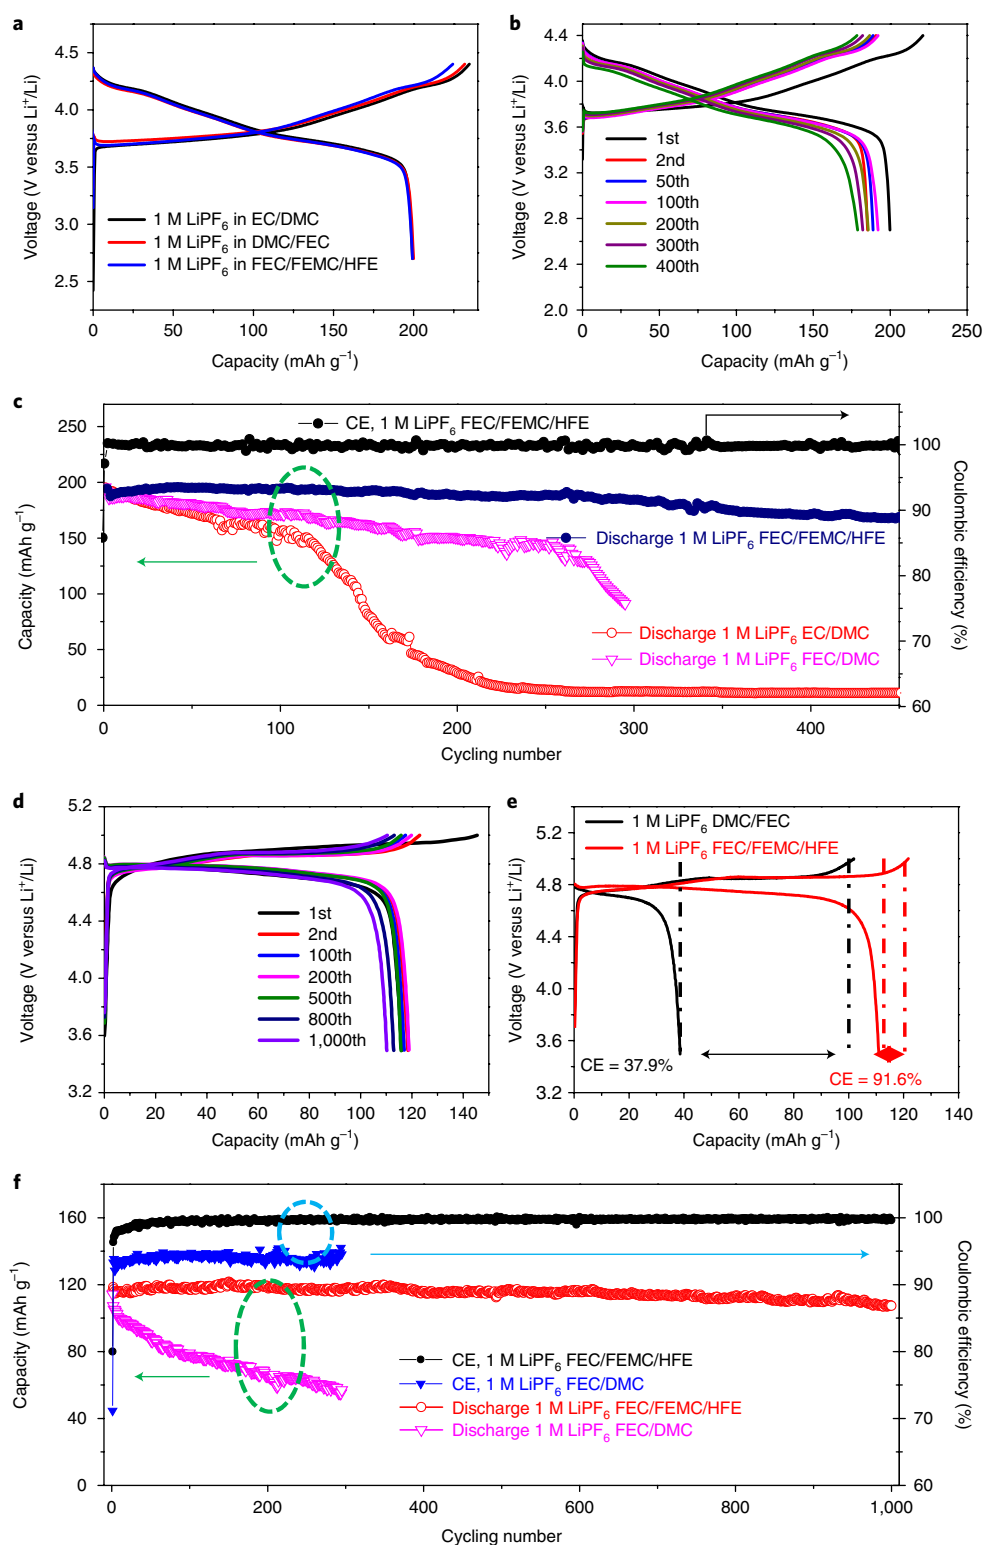 a
4.5
4.0
3.5
3.0
2.5
Voltage (V versus Li⁺/Li)
1 M LiPF₆ in EC/DMC
1 M LiPF₆ in DMC/FEC
1 M LiPF₆ in FEC/FEMC/HFE
0 50 100 150 200
Capacity (mAh g⁻¹)
b
4.4
4.0
3.6
3.2
2.8
2.4
2.0
Voltage (V versus Li⁺/Li)
1st
2nd
50th
100th
200th
300th
400th
0 50 100 150 200 250
Capacity (mAh g⁻¹)
c
250
200
150
100
50
0
Capacity (mAh g⁻¹)
CE, 1 M LiPF₆ FEC/FEMC/HFE
Discharge 1 M LiPF₆ FEC/FEMC/HFE
Discharge 1 M LiPF₆ EC/DMC
Discharge 1 M LiPF₆ FEC/DMC
100
90
80
70
60
Coulombic efficiency (%)
0 100 200 300 400
Cycling number
d
5.2
4.8
4.4
4.0
3.6
3.2
Voltage (V versus Li⁺/Li)
1st
2nd
100th
200th
500th
800th
1,000th
0 20 40 60 80 100 120 140
Capacity (mAh g⁻¹)
e
5.2
4.8
4.4
4.0
3.6
3.2
Voltage (V versus Li⁺/Li)
1 M LiPF₆ DMC/FEC
1 M LiPF₆ FEC/FEMC/HFE
CE = 37.9%
CE = 91.6%
0 20 40 60 80 100 120 140
Capacity (mAh g⁻¹)
f
160
120
80
40
0
Capacity (mAh g⁻¹)
CE, 1 M LiPF₆ FEC/FEMC/HFE
CE, 1 M LiPF₆ FEC/DMC
Discharge 1 M LiPF₆ FEC/FEMC/HFE
Discharge 1 M LiPF₆ FEC/DMC
100
90
80
70
60
Coulombic efficiency (%)
0 200 400 600 800 1,000
Cycling number